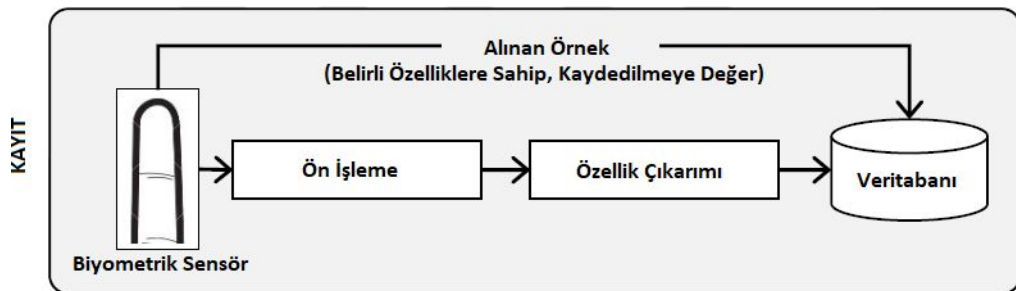 Alınan Örnek
(Belirli Özelliklere Sahip, Kaydedilmeye Değer)
KAYIT
Ön İşleme
Özellik Çıkarımı
Veritabanı
Biyometrik Sensör